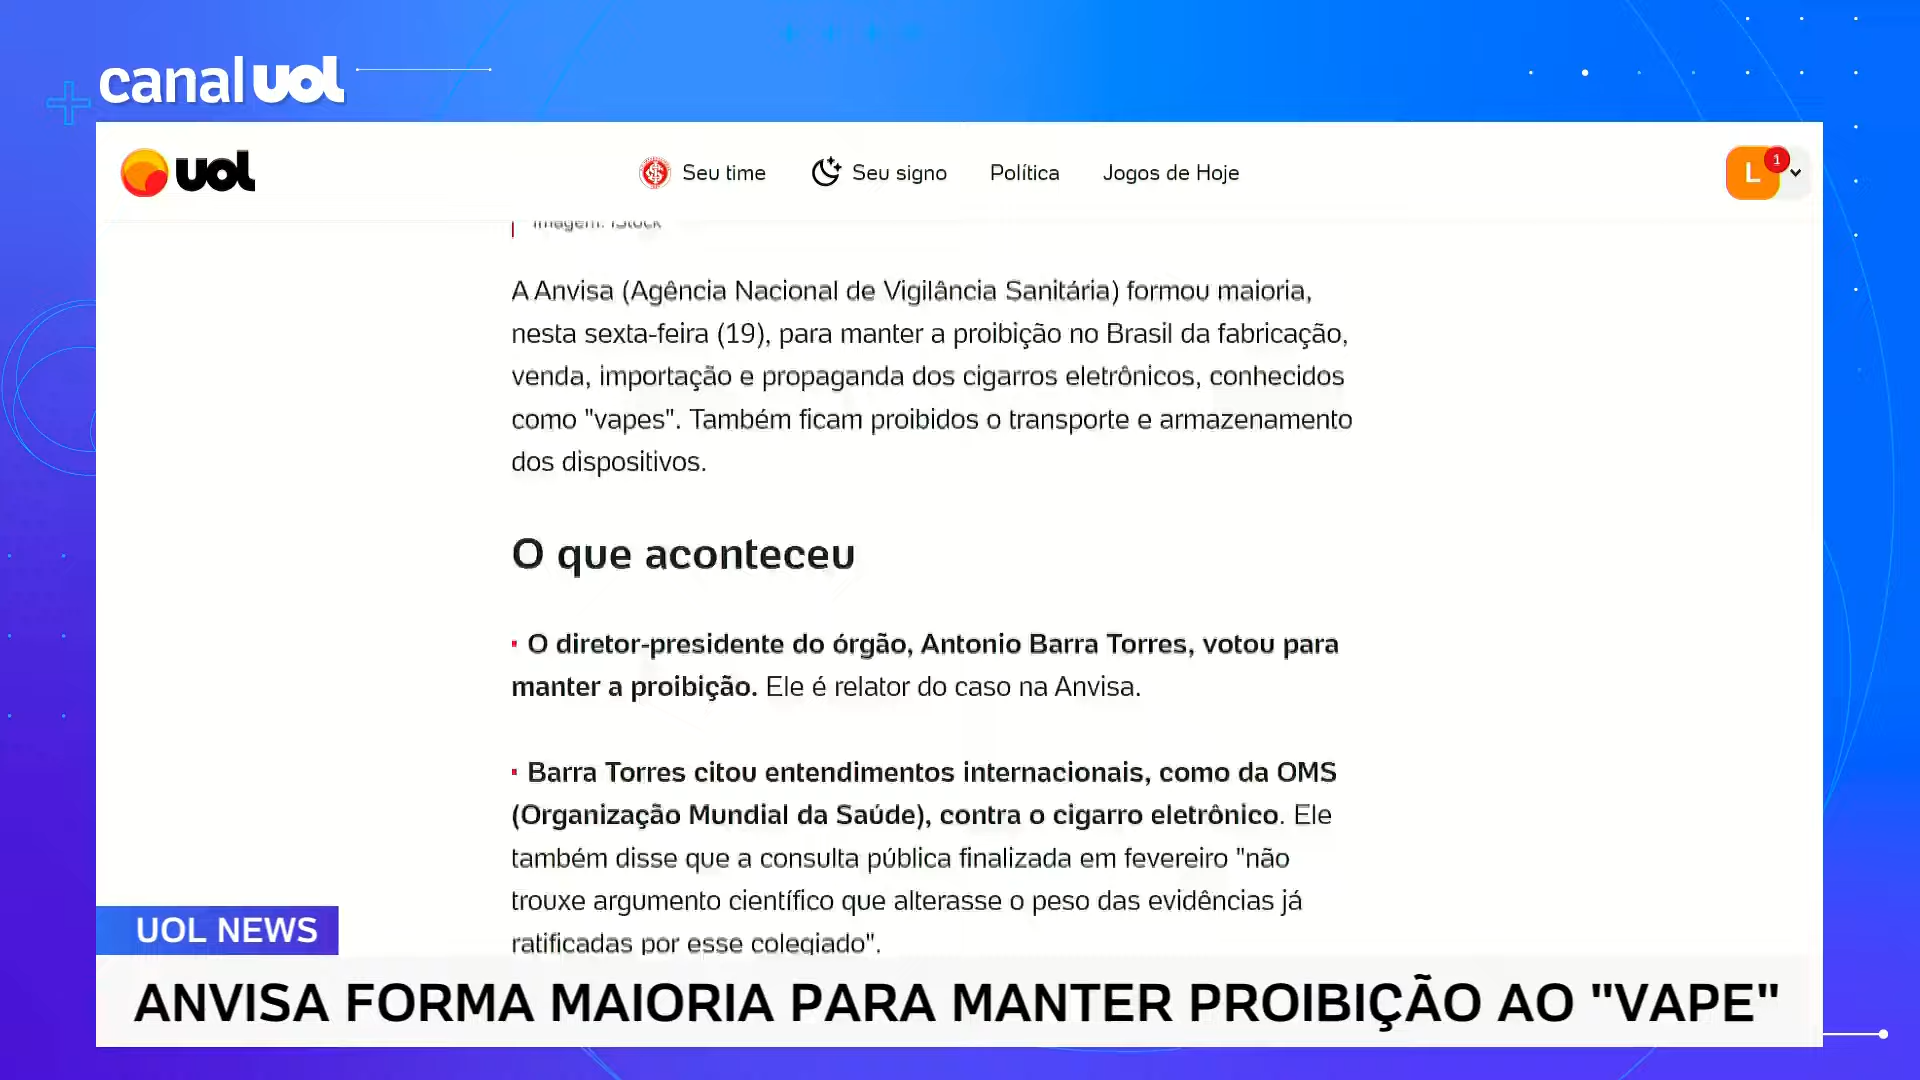 canal uol
uol
Seu time
Seu signo
Política
Jogos de Hoje
L
1
Imagem: iStock
A Anvisa (Agência Nacional de Vigilância Sanitária) formou maioria,
nesta sexta-feira (19), para manter a proibição no Brasil da fabricação,
venda, importação e propaganda dos cigarros eletrônicos, conhecidos
como "vapes". Também ficam proibidos o transporte e armazenamento
dos dispositivos.
O que aconteceu
O diretor-presidente do órgão, Antonio Barra Torres, votou para
manter a proibição. Ele é relator do caso na Anvisa.
Barra Torres citou entendimentos internacionais, como da OMS
(Organização Mundial da Saúde), contra o cigarro eletrônico. Ele
também disse que a consulta pública finalizada em fevereiro "não
trouxe argumento científico que alterasse o peso das evidências já
ratificadas por esse colegiado".
UOL NEWS
ANVISA FORMA MAIORIA PARA MANTER PROIBIÇÃO AO "VAPE"